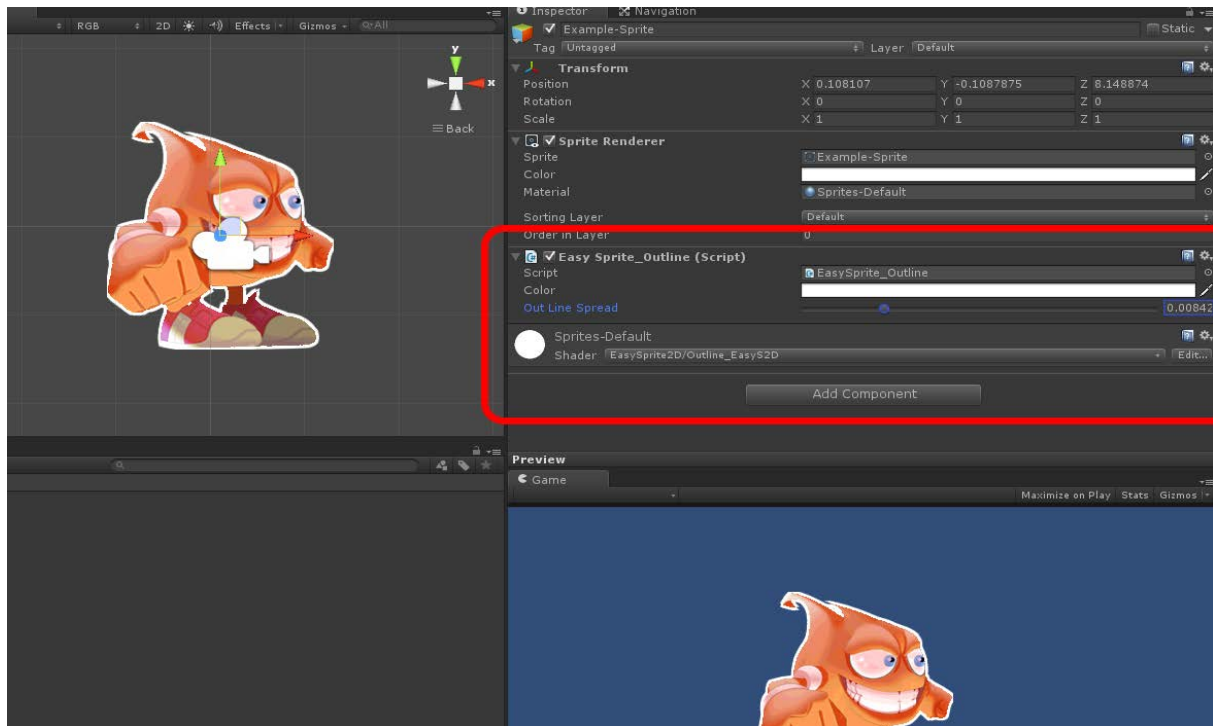 Inspector Navigation
RGB 2D Effects Gizmos All
Example-Sprite Static
Tag Untagged Layer Default
y
x
Back
Transform
Position X 0.108107 Y -0.1087875 Z 8.148874
Rotation X 0 Y 0 Z 0
Scale X 1 Y 1 Z 1
Sprite Renderer
Sprite Example-Sprite
Color
Material Sprites-Default
Sorting Layer Default
Order in Layer 0
Easy Sprite_Outline (Script)
Script EasySprite_Outline
Color
Out Line Spread 0.00842
Sprites-Default
Shader EasySprite2D/Outline_EasyS2D Edit...
Add Component
Preview
Game
Maximize on Play Stats Gizmos